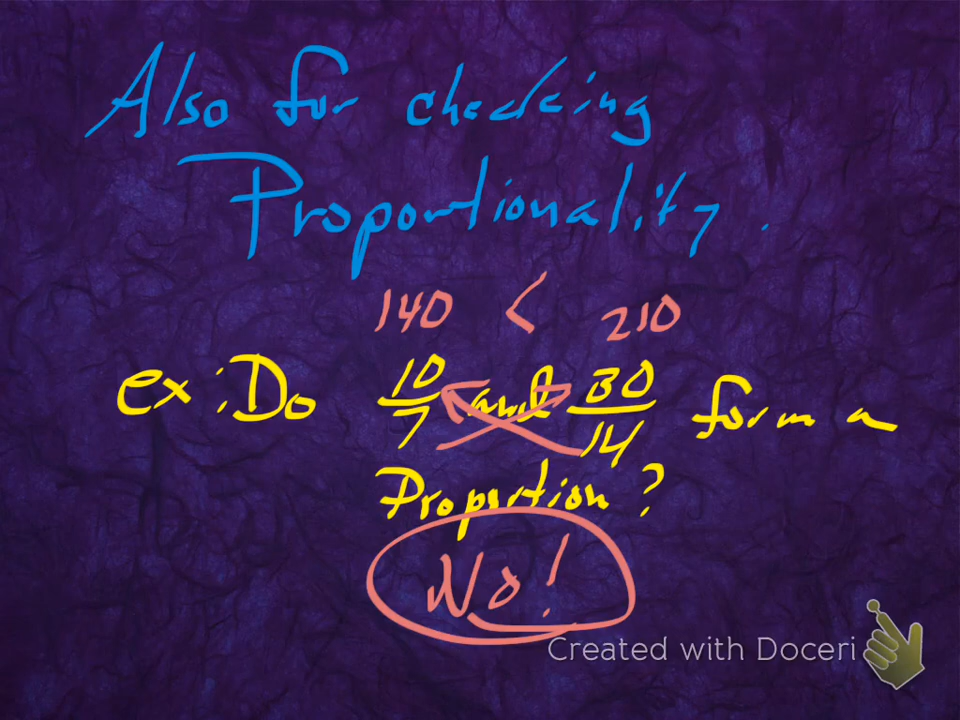 Also for checking
Proportionality.
140 < 210
ex: Do 10/7 and 30/14 form a
Proportion?
No!
Created with Doceri